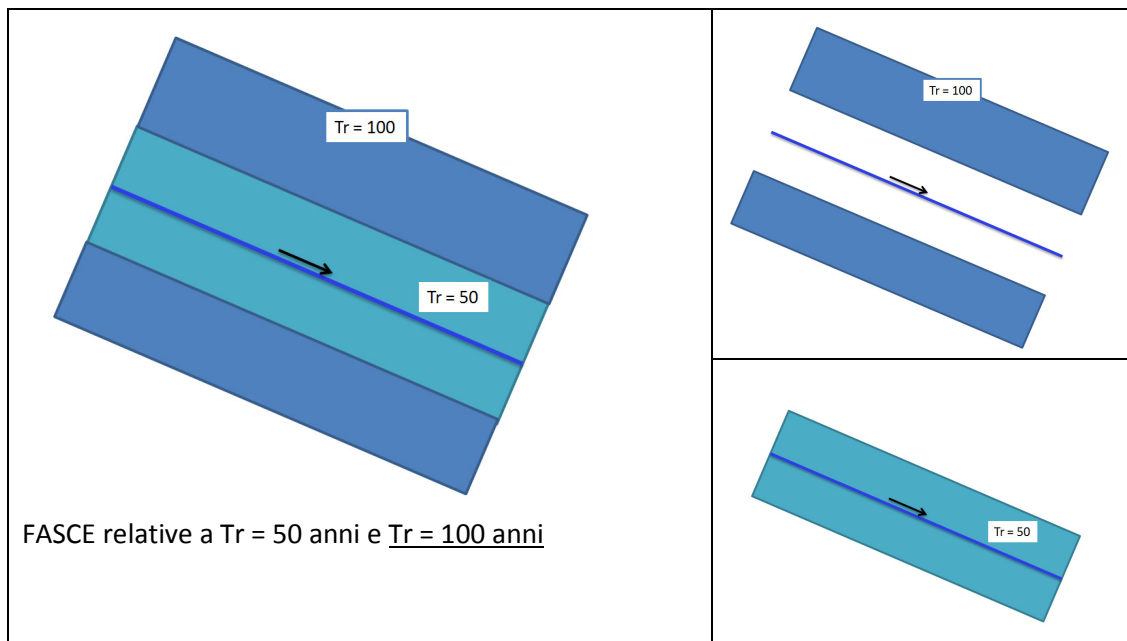 Tr = 100
Tr = 50
FASCE relative a Tr = 50 anni e Tr = 100 anni
Tr = 100
Tr = 50